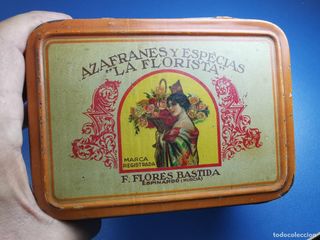 AZAFRANES Y ESPECIAS
"LA FLORISTA"
MARCA
REGISTRADA
F. FLORES BASTIDA
ESPINARDO (MURCIA)
todocoleccion